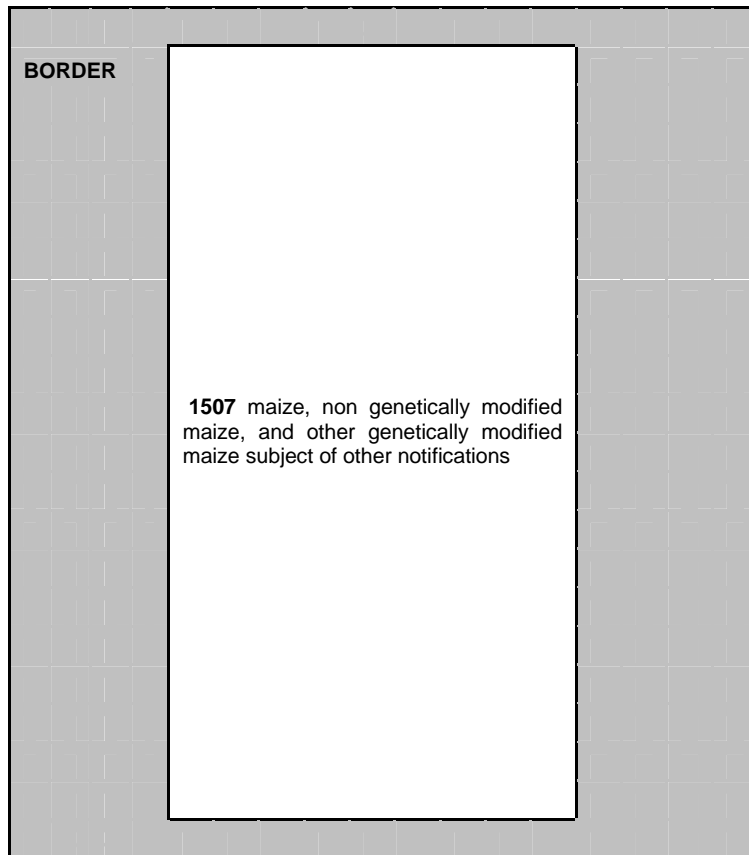 BORDER
1507 maize, non genetically modified
maize, and other genetically modified
maize subject of other notifications